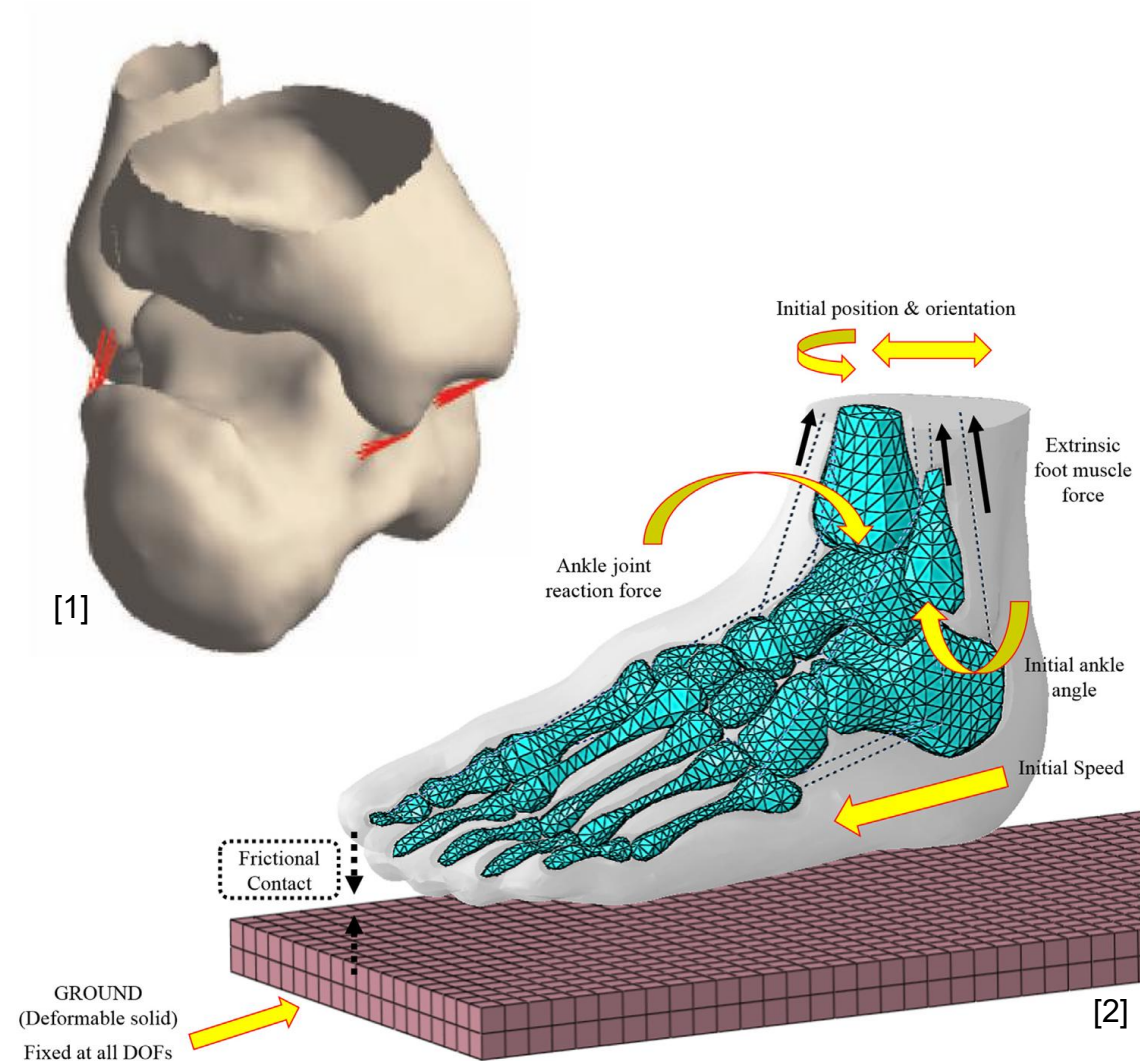 [1]
Initial position & orientation
Extrinsic
foot muscle
force
Ankle joint
reaction force
Initial ankle
angle
Initial Speed
Frictional
Contact
GROUND
(Deformable solid)
Fixed at all DOFs
[2]